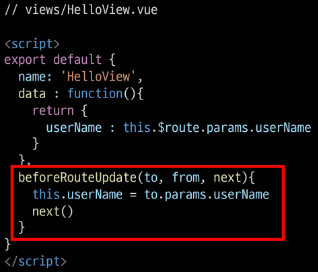 // views/HelloView.vue
<script>
export default {
  name: 'HelloView',
  data : function(){
    return {
      userName : this.$route.params.userName
    }
  },
  beforeRouteUpdate(to, from, next){
    this.userName = to.params.userName
    next()
  }
}
</script>